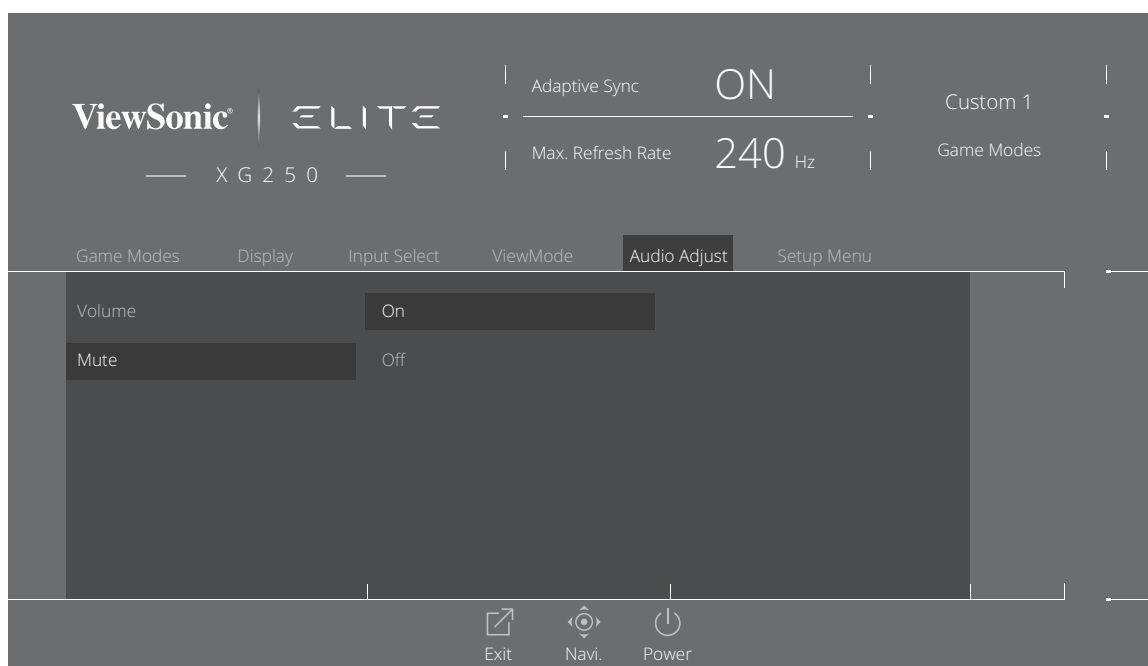 ViewSonic® ELITE
XG250
Adaptive Sync ON
Max. Refresh Rate 240 Hz
Custom 1
Game Modes
Game Modes Display Input Select ViewMode Audio Adjust Setup Menu
Volume On
Mute Off
Exit Navi. Power